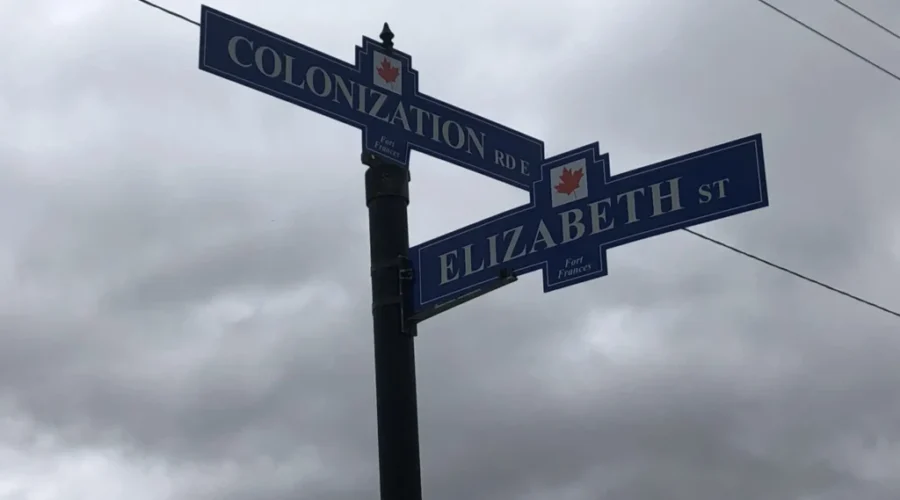 COLONIZATION RD E
Fort
Frances
ELIZABETH ST
Fort
Frances